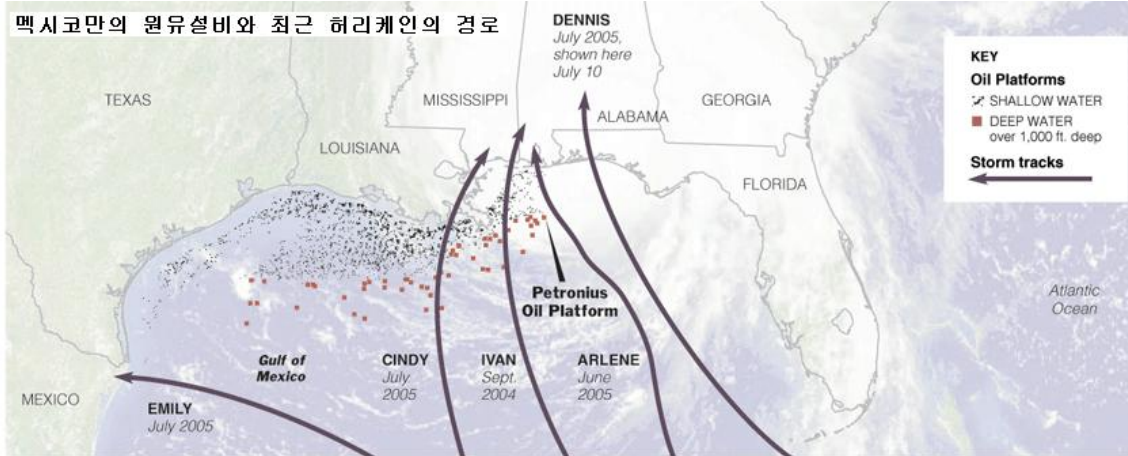 멕시코만의 원유설비와 최근 허리케인의 경로
DENNIS
July 2005,
shown here
July 10
KEY
Oil Platforms
SHALLOW WATER
DEEP WATER
over 1,000 ft. deep
Storm tracks
TEXAS
MISSISSIPPI
ALABAMA
GEORGIA
LOUISIANA
FLORIDA
Petronius
Oil Platform
Atlantic
Ocean
Gulf of
Mexico
CINDY
July
2005
IVAN
Sept.
2004
ARLENE
June
2005
MEXICO
EMILY
July 2005